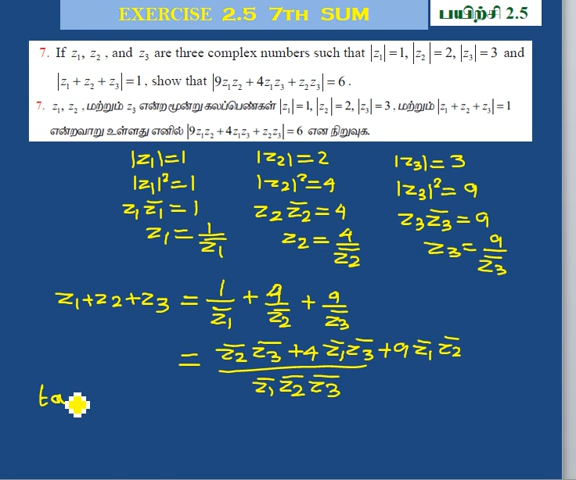 EXERCISE 2.5 7TH SUM
பயிற்சி 2.5
7. If z₁, z₂, and z₃ are three complex numbers such that |z₁| = 1, |z₂| = 2, |z₃| = 3 and
|z₁ + z₂ + z₃| = 1, show that |9z₁z₂ + 4z₁z₃ + z₂z₃| = 6.
7. z₁, z₂, மற்றும் z₃ என்ற மூன்று கலப்பெண்கள் |z₁| = 1, |z₂| = 2, |z₃| = 3, மற்றும் |z₁ + z₂ + z₃| = 1
என்றவாறு உள்ளது எனில் |9z₁z₂ + 4z₁z₃ + z₂z₃| = 6 என நிறுவுக.
|z₁| = 1 |z₂| = 2 |z₃| = 3
|z₁|² = 1 |z₂|² = 4 |z₃|² = 9
z₁z̄₁ = 1 z₂z̄₂ = 4 z₃z̄₃ = 9
z₁ = 1/z̄₁ z₂ = 4/z̄₂ z₃ = 9/z̄₃
z₁+z₂+z₃ = 1/z̄₁ + 4/z̄₂ + 9/z̄₃
= (z̄₂z̄₃ + 4z̄₁z̄₃ + 9z̄₁z̄₂)/(z̄₁z̄₂z̄₃)
ta